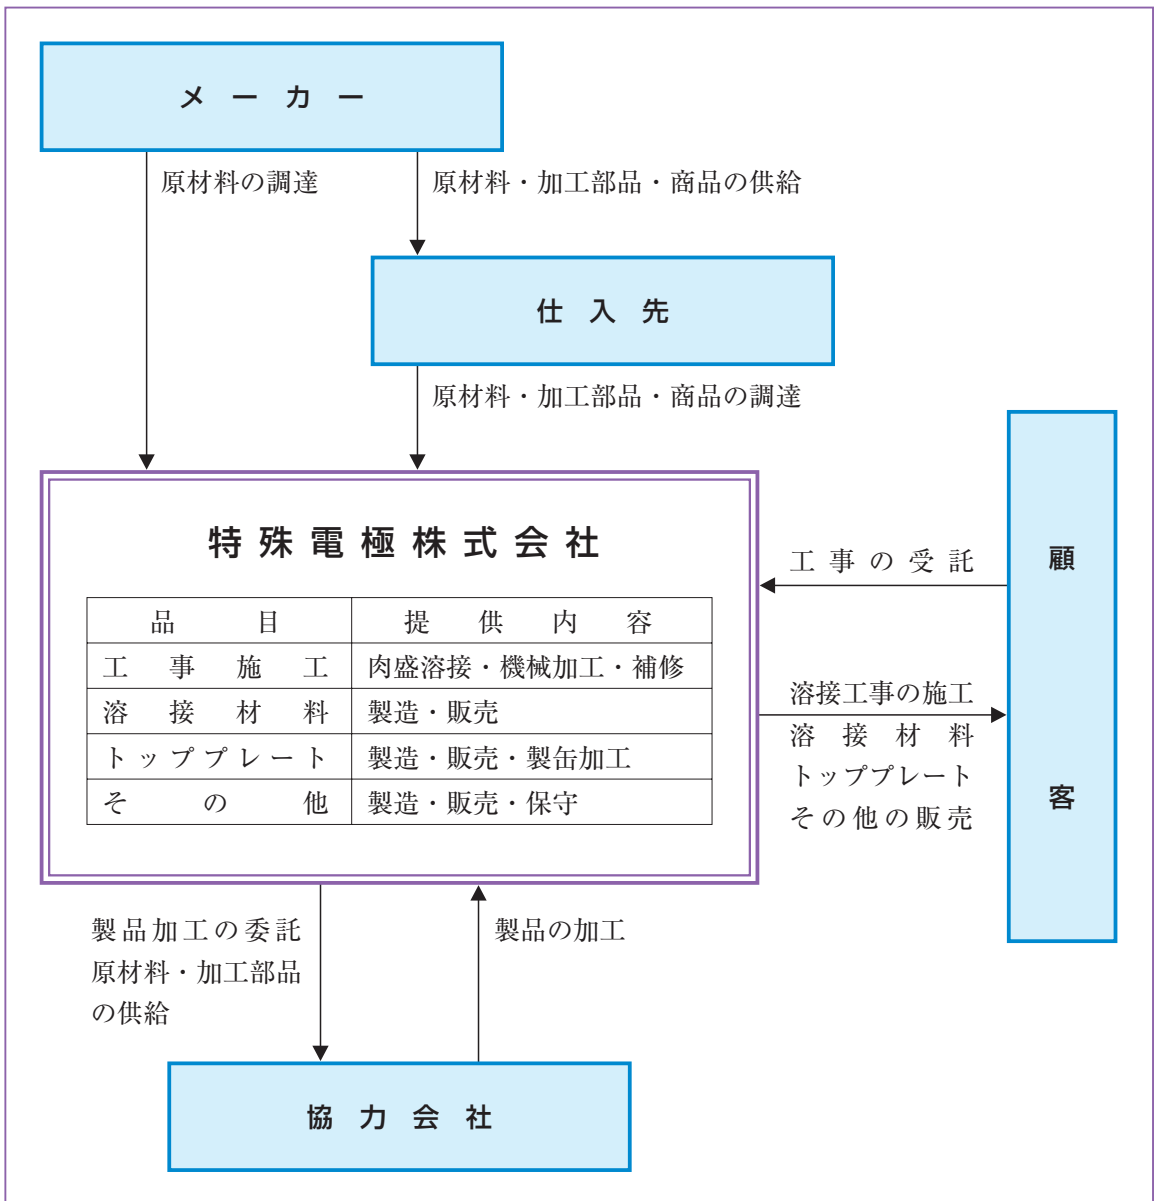 メーカー
原材料の調達
原材料・加工部品・商品の供給
仕入先
原材料・加工部品・商品の調達
特殊電極株式会社
品目 提供内容
工事施工 肉盛溶接・機械加工・補修
溶接材料 製造・販売
トッププレート 製造・販売・製缶加工
その他 製造・販売・保守
工事の受託
溶接工事の施工
溶接材料
トッププレート
その他の販売
顧客
製品加工の委託
原材料・加工部品
の供給
製品の加工
協力会社